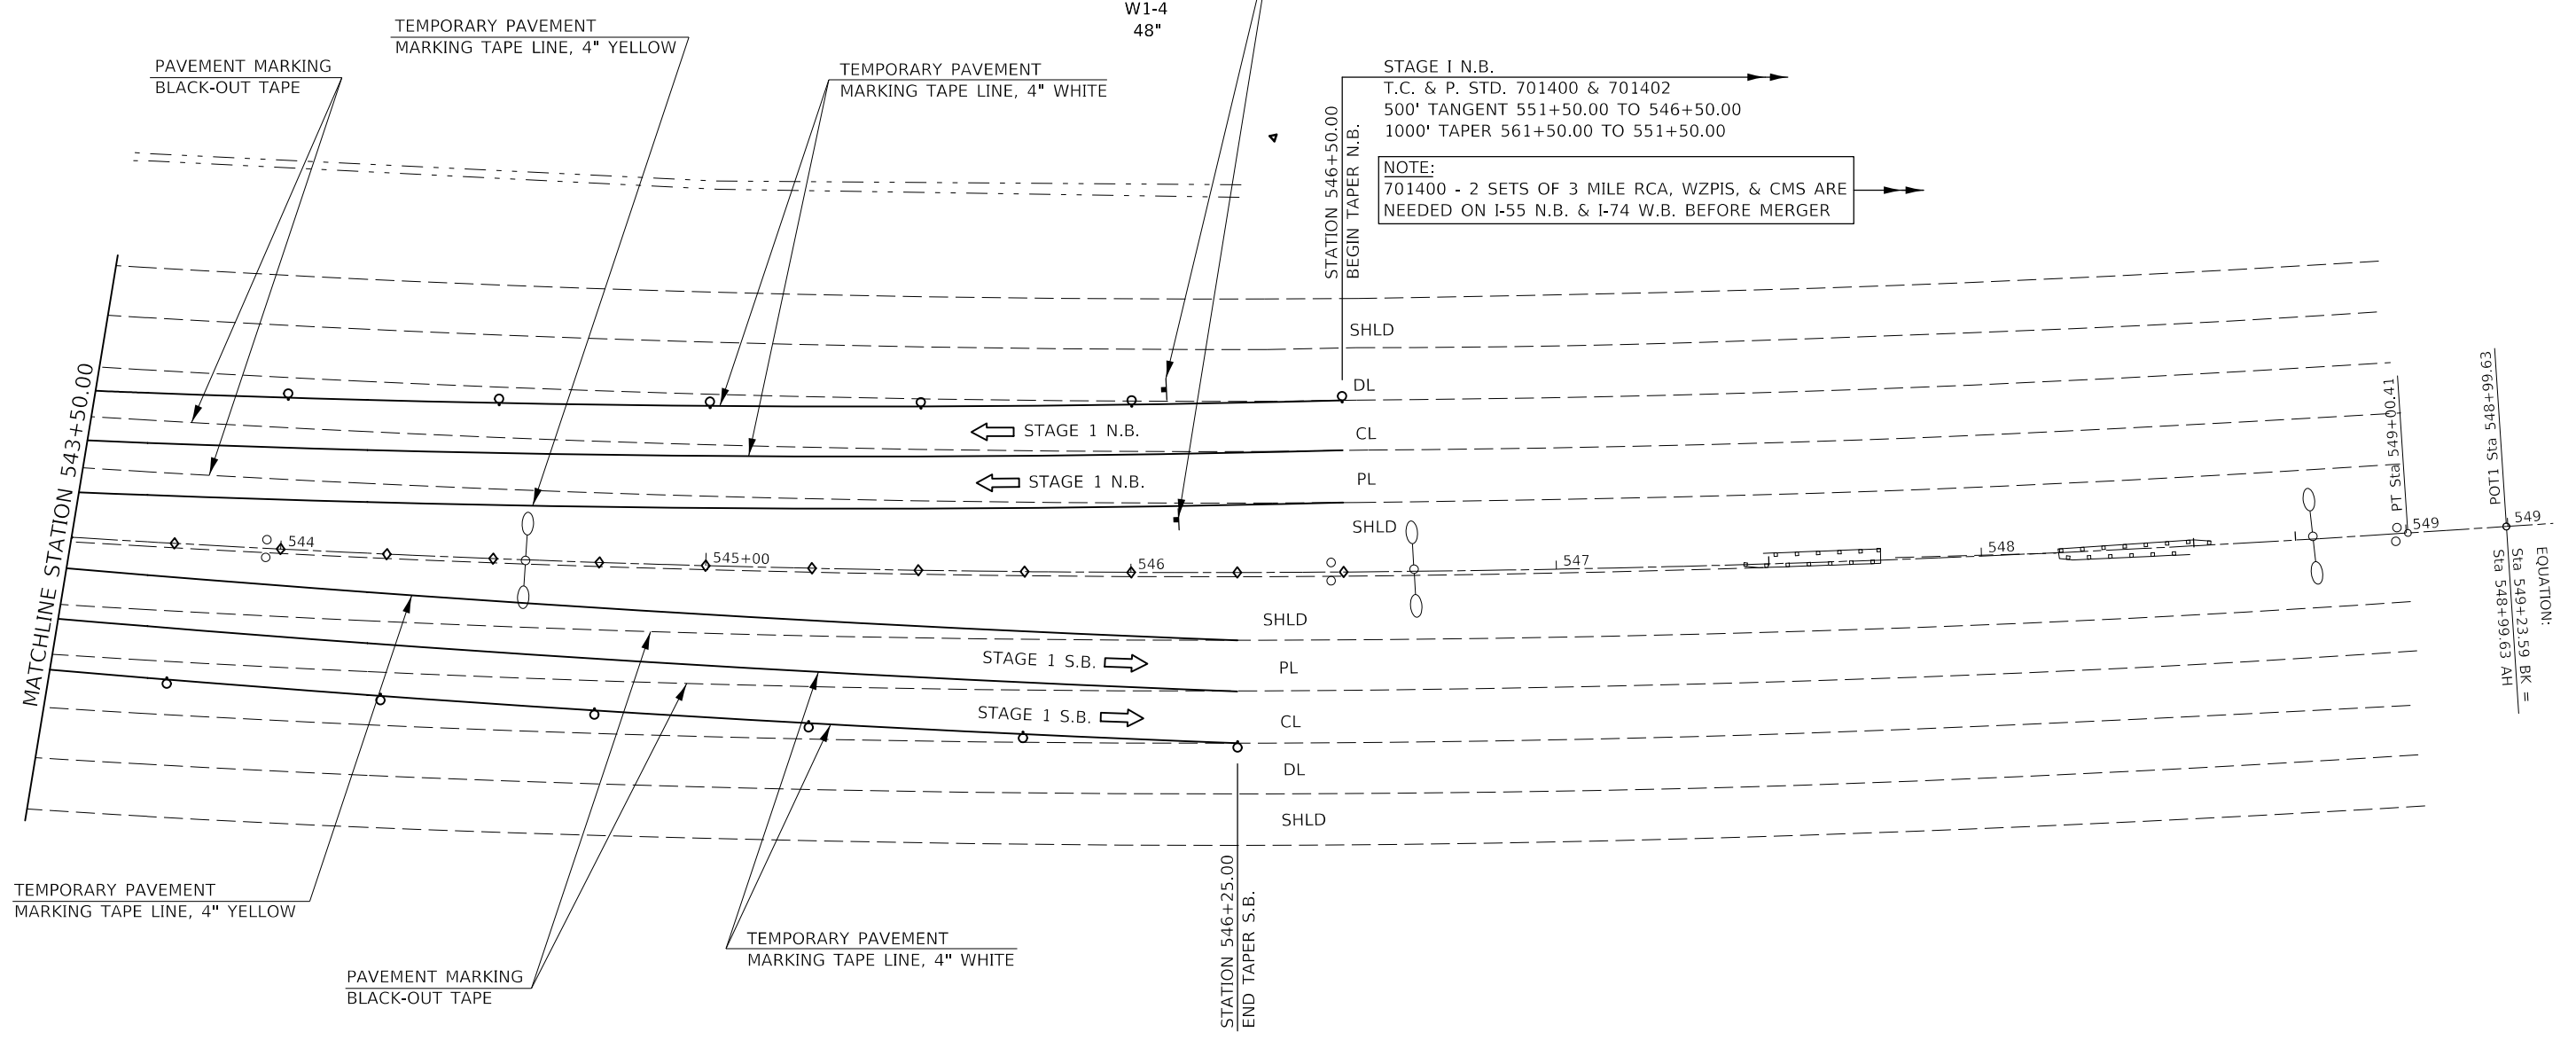 W1-4
48"
TEMPORARY PAVEMENT
MARKING TAPE LINE, 4" YELLOW
PAVEMENT MARKING
BLACK-OUT TAPE
TEMPORARY PAVEMENT
MARKING TAPE LINE, 4" WHITE
STAGE I N.B.
T.C. & P. STD. 701400 & 701402
500' TANGENT 551+50.00 TO 546+50.00
1000' TAPER 561+50.00 TO 551+50.00
NOTE:
701400 - 2 SETS OF 3 MILE RCA, WZPIS, & CMS ARE
NEEDED ON I-55 N.B. & I-74 W.B. BEFORE MERGER
STATION 546+50.00
BEGIN TAPER N.B.
MATCHLINE STATION 543+50.00
SHLD
DL
CL
PL
SHLD
STAGE 1 N.B.
STAGE 1 N.B.
544
545+00
546
547
548
549
549
PT Sta 549+00.41
POT1 Sta 548+99.63
EQUATION:
Sta 549+23.59 BK =
Sta 548+99.63 AH
SHLD
PL
CL
DL
SHLD
STAGE 1 S.B.
STAGE 1 S.B.
STATION 546+25.00
END TAPER S.B.
TEMPORARY PAVEMENT
MARKING TAPE LINE, 4" YELLOW
PAVEMENT MARKING
BLACK-OUT TAPE
TEMPORARY PAVEMENT
MARKING TAPE LINE, 4" WHITE